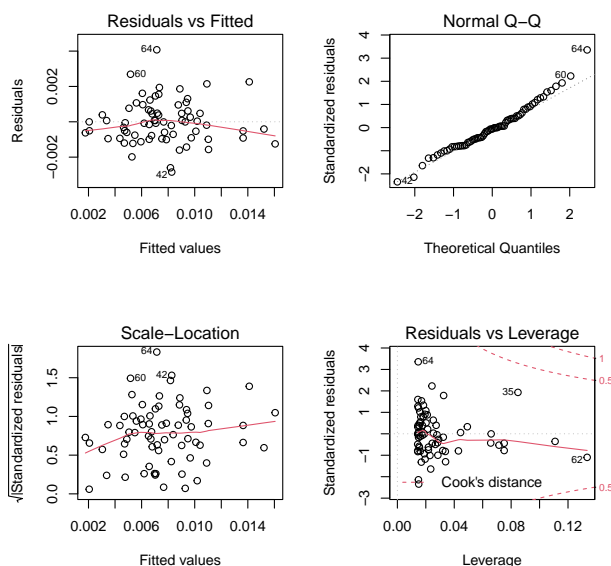 Residuals vs Fitted
Residuals
0.002
-0.002
64
60
42
0.002 0.006 0.010 0.014
Fitted values
Normal Q-Q
Standardized residuals
4
3
2
1
0
-2
64
60
42
-2 -1 0 1 2
Theoretical Quantiles
Scale-Location
√|Standardized residuals|
1.5
1.0
0.5
0.0
64
42
60
0.002 0.006 0.010 0.014
Fitted values
Residuals vs Leverage
Standardized residuals
4
3
2
1
0
-1
-3
64
35
62
1
0.5
0.5
Cook's distance
0.00 0.04 0.08 0.12
Leverage